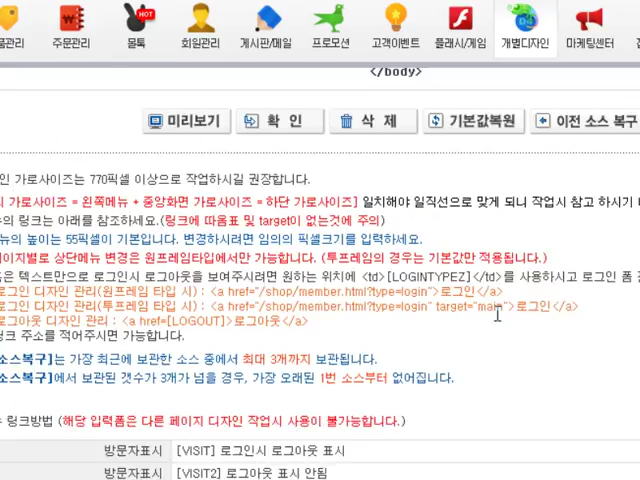 품관리 주문관리 몰톡 HOT 회원관리 게시판/메일 프로모션 고객이벤트 플래시/게임 개별디자인 마케팅센터
</body>
미리보기 확 인 삭 제 기본값복원 이전 소스 복구
인 가로사이즈는 770픽셀 이상으로 작업하시길 권장합니다.
의 가로사이즈 = 왼쪽메뉴 + 중앙화면 가로사이즈 = 하단 가로사이즈] 일치해야 일직선으로 맞게 되니 작업시 참고 하시기
의 링크는 아래를 참조하세요.(링크에 따옴표 및 target이 없는것에 주의)
뉴의 높이는 55픽셀이 기본입니다. 변경하시려면 임의의 픽셀크기를 입력하세요.
페이지별로 상단메뉴 변경은 원프레임타입에서만 가능합니다. (투프레임의 경우는 기본값만 적용됩니다.)
혹은 텍스트만으로 로그인시 로그아웃을 보여주시려면 원하는 위치에 <td>[LOGINTYPEZ]</td>를 사용하시고 로그인 폼
로그인 디자인 관리(원프레임 타입 시) : <a href="/shop/member.html?type=login">로그인</a>
로그인 디자인 관리(투프레임 타입 시) : <a href="/shop/member.html?type=login" target="main">로그인</a>
로그아웃 디자인 관리 : <a href=[LOGOUT]>로그아웃</a>
링크 주소를 적어주시면 가능합니다.
소스복구]는 가장 최근에 보관한 소스 중에서 최대 3개까지 보관됩니다.
소스복구]에서 보관된 갯수가 3개가 넘을 경우, 가장 오래된 1번 소스부터 없어집니다.
링크방법 (해당 입력폼은 다른 페이지 디자인 작업시 사용이 불가능합니다.)
방문자표시 [VISIT] 로그인시 로그아웃 표시
방문자표시 [VISIT2] 로그아웃 표시 안됨